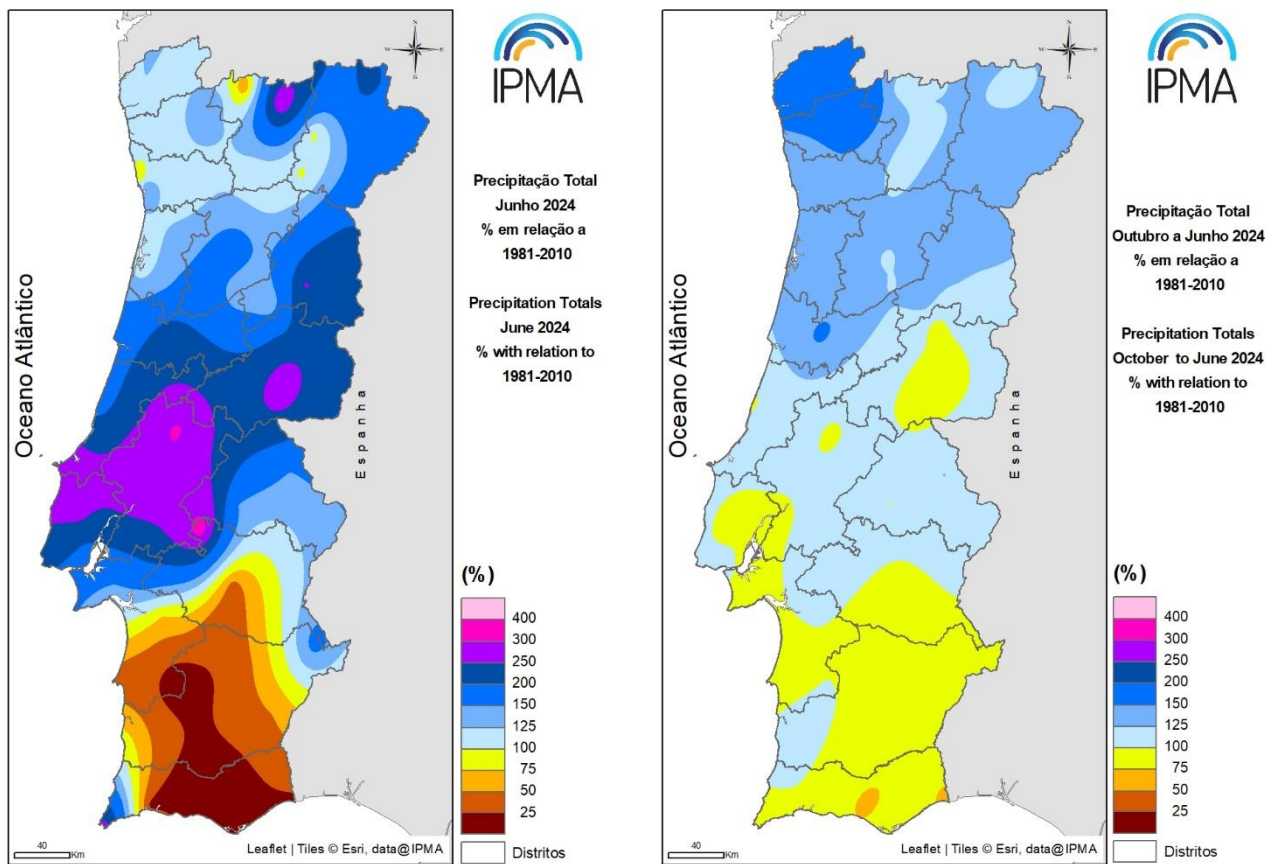 N
W
E
S
IPMA
Precipitação Total
Junho 2024
% em relação a
1981-2010
Precipitation Totals
June 2024
% with relation to
1981-2010
Oceano Atlântico
Espanha
(%)
400
300
250
200
150
125
100
75
50
25
Distritos
40
Km
Leaflet | Tiles © Esri, data@IPMA
N
W
E
S
IPMA
Precipitação Total
Outubro a Junho 2024
% em relação a
1981-2010
Precipitation Totals
October to June 2024
% with relation to
1981-2010
Oceano Atlântico
Espanha
(%)
400
300
250
200
150
125
100
75
50
25
Distritos
40
Km
Leaflet | Tiles © Esri, data@IPMA